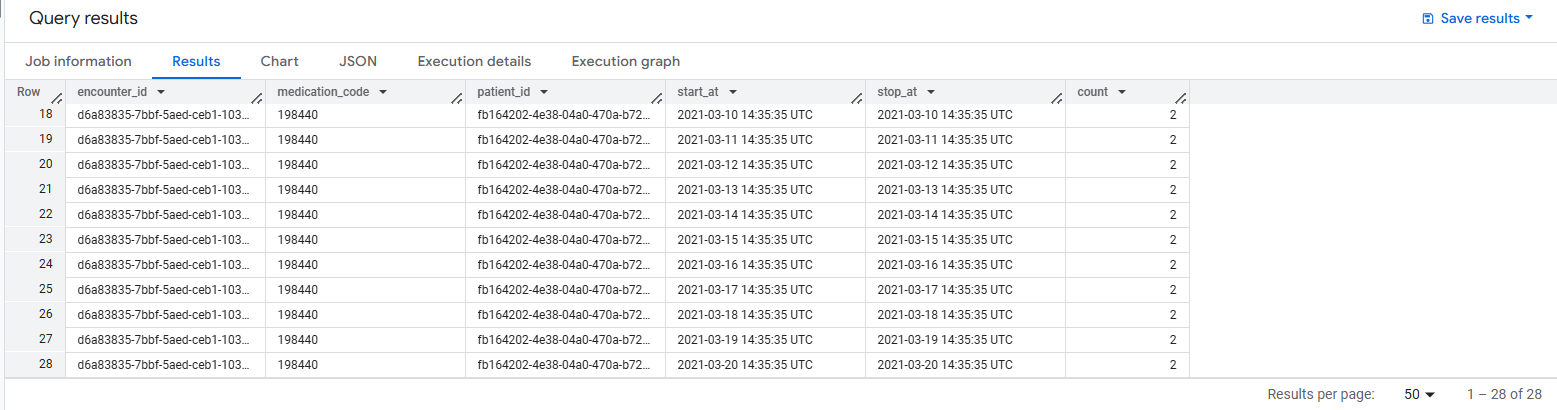 Query results Save results
Job information Results Chart JSON Execution details Execution graph
Row encounter_id medication_code patient_id start_at stop_at count
18 d6a83835-7bbf-5aed-ceb1-103... 198440 fb164202-4e38-04a0-470a-b72... 2021-03-10 14:35:35 UTC 2021-03-10 14:35:35 UTC 2
19 d6a83835-7bbf-5aed-ceb1-103... 198440 fb164202-4e38-04a0-470a-b72... 2021-03-11 14:35:35 UTC 2021-03-11 14:35:35 UTC 2
20 d6a83835-7bbf-5aed-ceb1-103... 198440 fb164202-4e38-04a0-470a-b72... 2021-03-12 14:35:35 UTC 2021-03-12 14:35:35 UTC 2
21 d6a83835-7bbf-5aed-ceb1-103... 198440 fb164202-4e38-04a0-470a-b72... 2021-03-13 14:35:35 UTC 2021-03-13 14:35:35 UTC 2
22 d6a83835-7bbf-5aed-ceb1-103... 198440 fb164202-4e38-04a0-470a-b72... 2021-03-14 14:35:35 UTC 2021-03-14 14:35:35 UTC 2
23 d6a83835-7bbf-5aed-ceb1-103... 198440 fb164202-4e38-04a0-470a-b72... 2021-03-15 14:35:35 UTC 2021-03-15 14:35:35 UTC 2
24 d6a83835-7bbf-5aed-ceb1-103... 198440 fb164202-4e38-04a0-470a-b72... 2021-03-16 14:35:35 UTC 2021-03-16 14:35:35 UTC 2
25 d6a83835-7bbf-5aed-ceb1-103... 198440 fb164202-4e38-04a0-470a-b72... 2021-03-17 14:35:35 UTC 2021-03-17 14:35:35 UTC 2
26 d6a83835-7bbf-5aed-ceb1-103... 198440 fb164202-4e38-04a0-470a-b72... 2021-03-18 14:35:35 UTC 2021-03-18 14:35:35 UTC 2
27 d6a83835-7bbf-5aed-ceb1-103... 198440 fb164202-4e38-04a0-470a-b72... 2021-03-19 14:35:35 UTC 2021-03-19 14:35:35 UTC 2
28 d6a83835-7bbf-5aed-ceb1-103... 198440 fb164202-4e38-04a0-470a-b72... 2021-03-20 14:35:35 UTC 2021-03-20 14:35:35 UTC 2
Results per page: 50 1 – 28 of 28